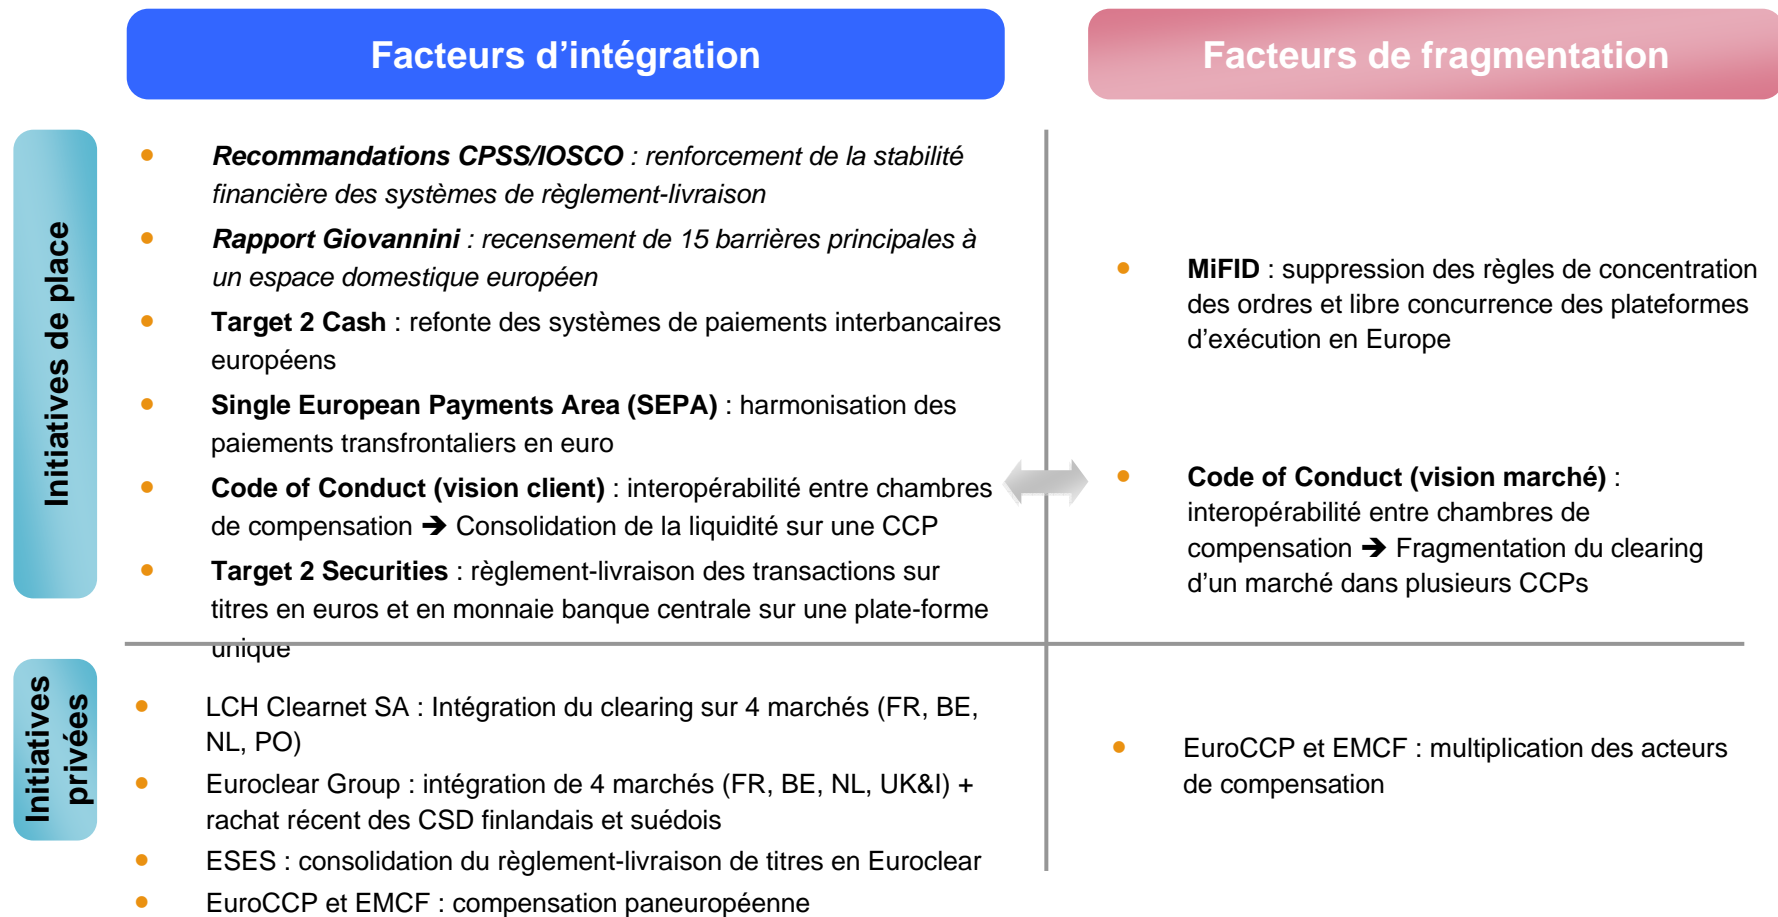 Facteurs d’intégration
Facteurs de fragmentation
Initiatives de place
• Recommandations CPSS/IOSCO : renforcement de la stabilité
financière des systèmes de règlement-livraison
• Rapport Giovannini : recensement de 15 barrières principales à
un espace domestique européen
• Target 2 Cash : refonte des systèmes de paiements interbancaires
européens
• Single European Payments Area (SEPA) : harmonisation des
paiements transfrontaliers en euro
• Code of Conduct (vision client) : interopérabilité entre chambres
de compensation ➔ Consolidation de la liquidité sur une CCP
• Target 2 Securities : règlement-livraison des transactions sur
titres en euros et en monnaie banque centrale sur une plate-forme
unique
• MiFID : suppression des règles de concentration
des ordres et libre concurrence des plateformes
d’exécution en Europe
• Code of Conduct (vision marché) :
interopérabilité entre chambres de
compensation ➔ Fragmentation du clearing
d’un marché dans plusieurs CCPs
Initiatives
privées
• LCH Clearnet SA : Intégration du clearing sur 4 marchés (FR, BE,
NL, PO)
• Euroclear Group : intégration de 4 marchés (FR, BE, NL, UK&I) +
rachat récent des CSD finlandais et suédois
• ESES : consolidation du règlement-livraison de titres en Euroclear
• EuroCCP et EMCF : compensation paneuropéenne
• EuroCCP et EMCF : multiplication des acteurs
de compensation